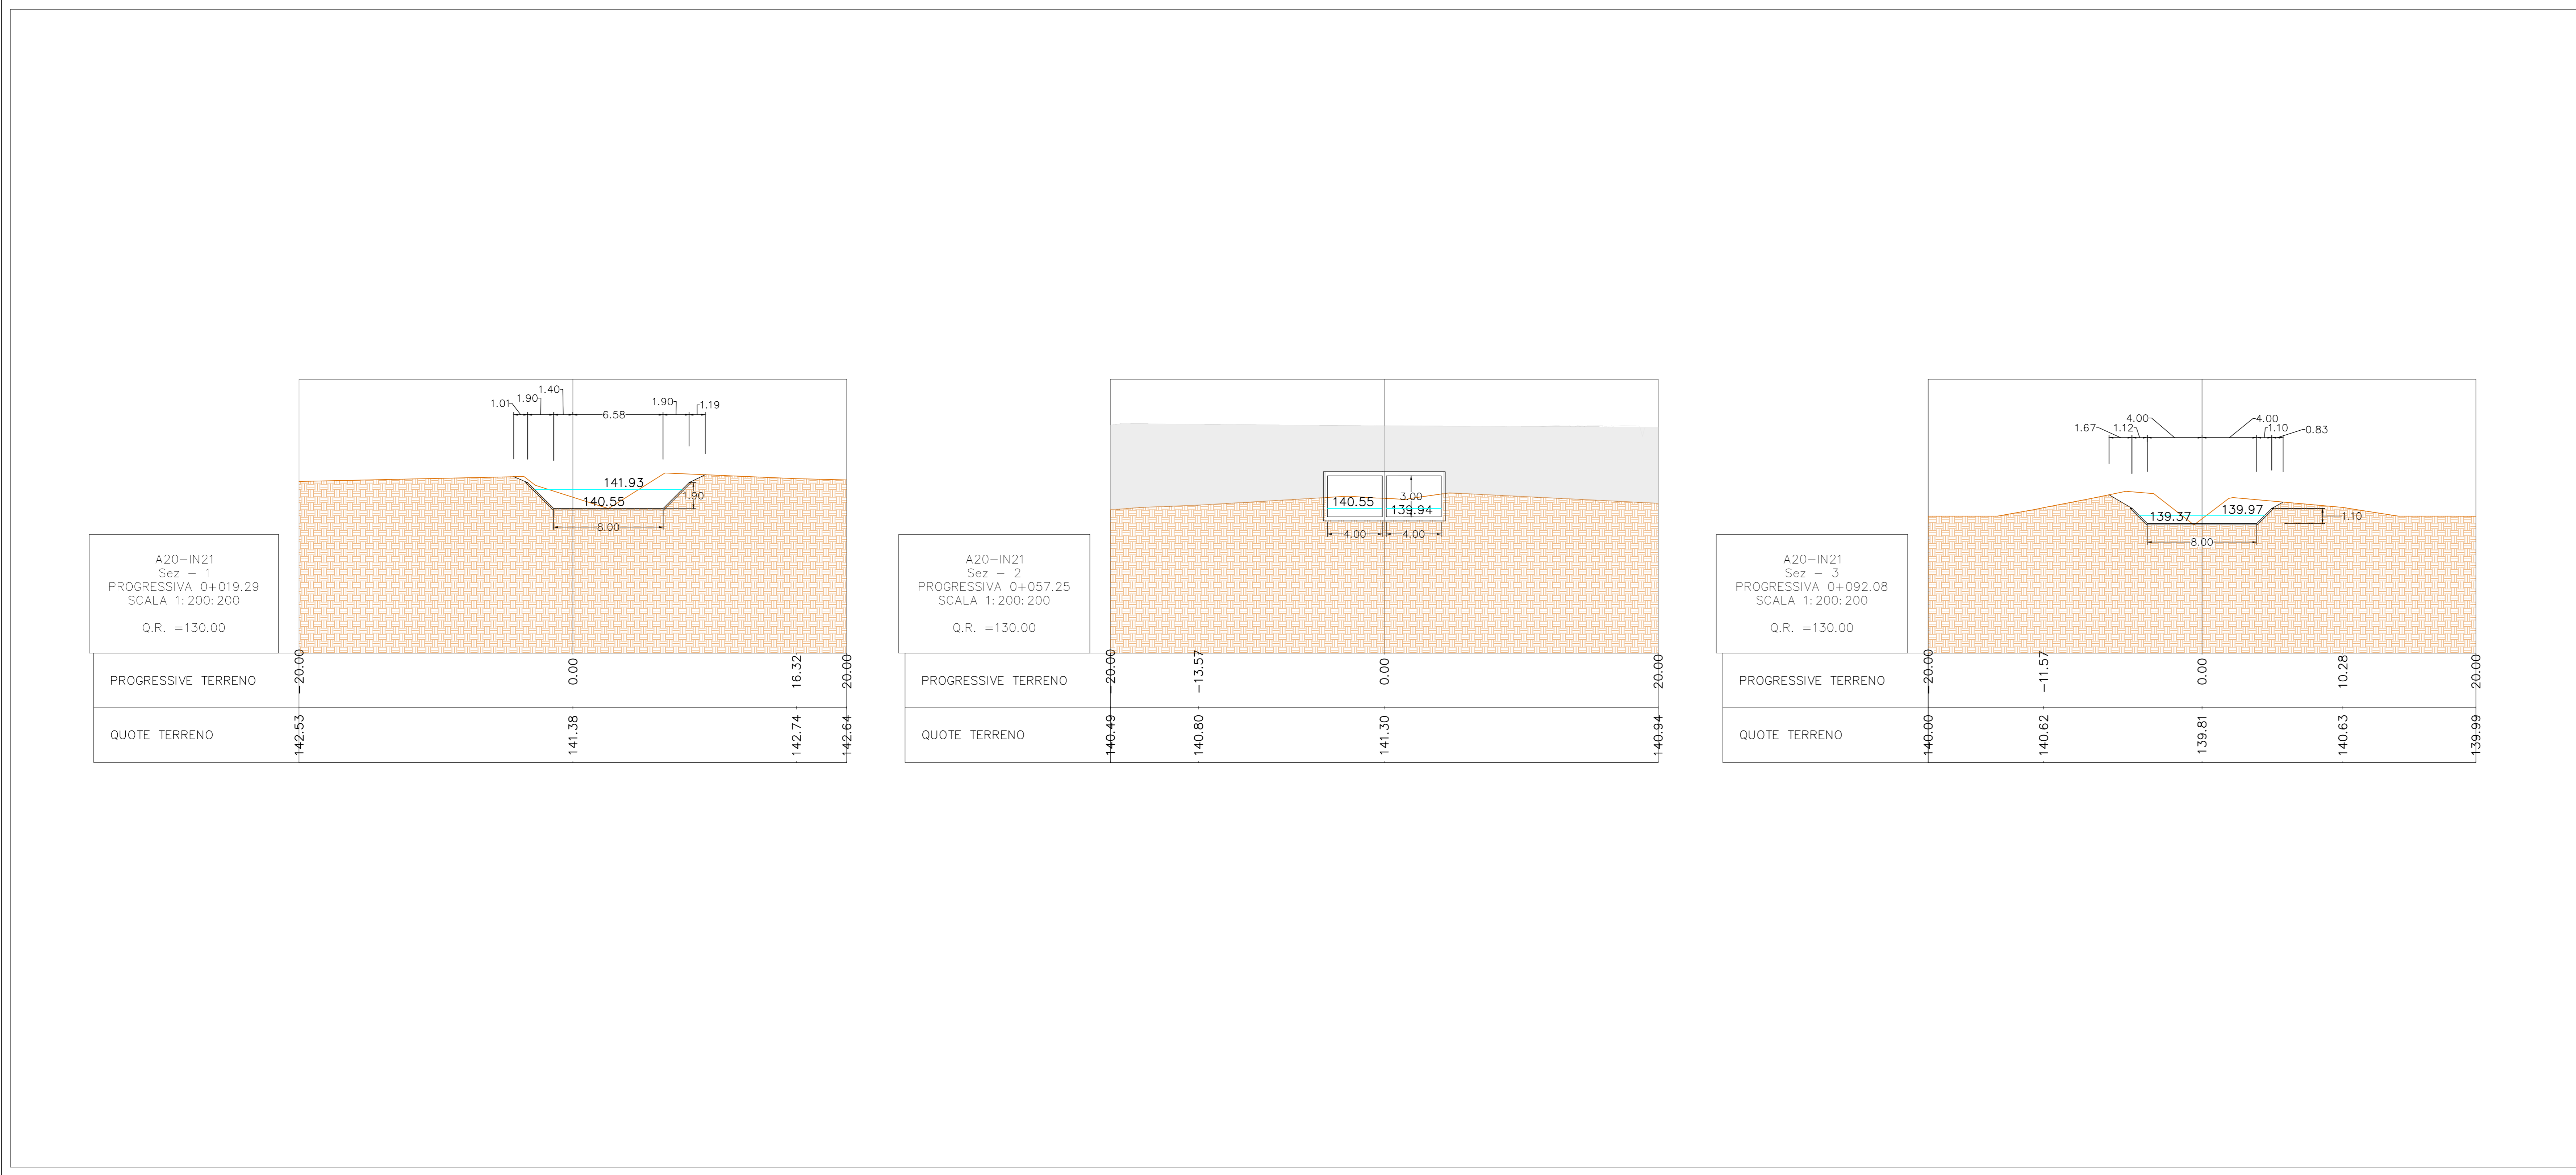 1.01
1.90
1.40
6.58
1.90
1.19
141.93
140.55
1.90
8.00
A20-IN21
Sez - 1
PROGRESSIVA 0+019.29
SCALA 1:200:200
Q.R. =130.00
PROGRESSIVE TERRENO
-20.00
0.00
16.32
20.00
QUOTE TERRENO
142.53
141.38
142.74
142.64
140.55
3.00
139.94
4.00
4.00
A20-IN21
Sez - 2
PROGRESSIVA 0+057.25
SCALA 1:200:200
Q.R. =130.00
PROGRESSIVE TERRENO
-20.00
-13.57
0.00
20.00
QUOTE TERRENO
140.49
140.80
141.30
140.94
1.67
1.12
4.00
4.00
1.10
0.83
139.37
139.97
1.10
8.00
A20-IN21
Sez - 3
PROGRESSIVA 0+092.08
SCALA 1:200:200
Q.R. =130.00
PROGRESSIVE TERRENO
-20.00
-11.57
0.00
10.28
20.00
QUOTE TERRENO
140.00
140.62
139.81
140.63
139.99